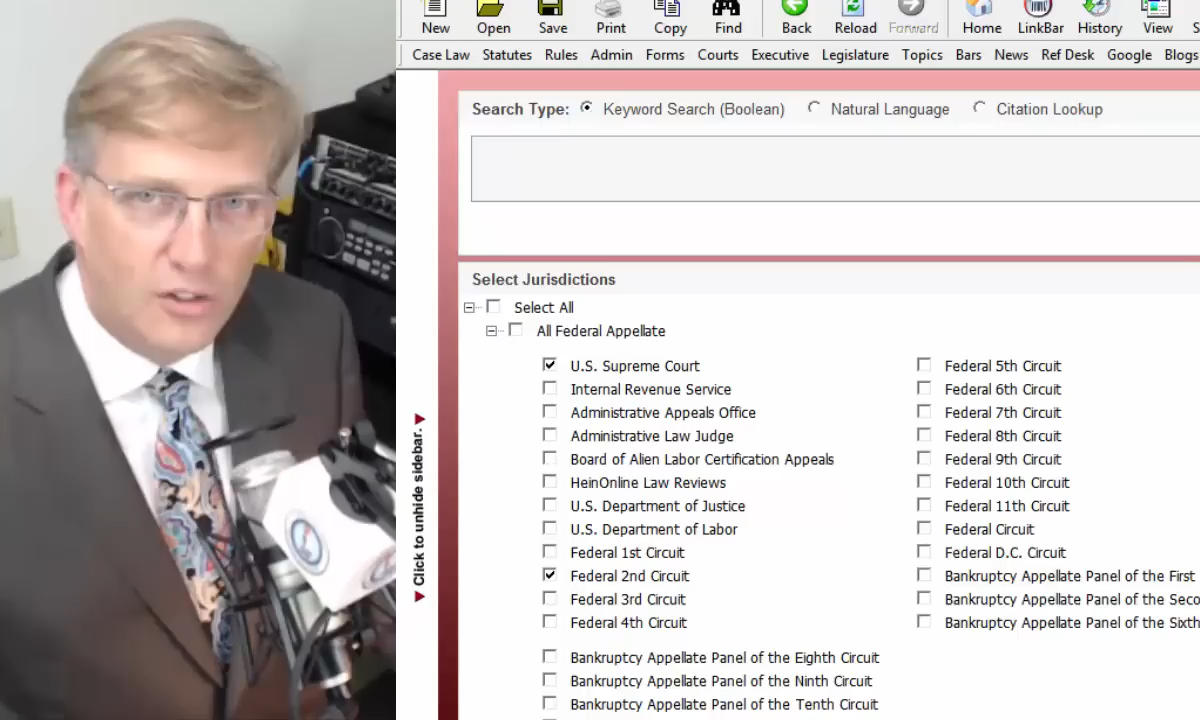 New Open Save Print Copy Find Back Reload Forward Home LinkBar History View S
Case Law Statutes Rules Admin Forms Courts Executive Legislature Topics Bars News Ref Desk Google Blogs
Search Type: Keyword Search (Boolean) Natural Language Citation Lookup
Select Jurisdictions
Select All
All Federal Appellate
U.S. Supreme Court Federal 5th Circuit
Internal Revenue Service Federal 6th Circuit
Administrative Appeals Office Federal 7th Circuit
Administrative Law Judge Federal 8th Circuit
Board of Alien Labor Certification Appeals Federal 9th Circuit
HeinOnline Law Reviews Federal 10th Circuit
U.S. Department of Justice Federal 11th Circuit
U.S. Department of Labor Federal Circuit
Federal 1st Circuit Federal D.C. Circuit
Federal 2nd Circuit Bankruptcy Appellate Panel of the First
Federal 3rd Circuit Bankruptcy Appellate Panel of the Seco
Federal 4th Circuit Bankruptcy Appellate Panel of the Sixth
Bankruptcy Appellate Panel of the Eighth Circuit
Bankruptcy Appellate Panel of the Ninth Circuit
Bankruptcy Appellate Panel of the Tenth Circuit
Click to unhide sidebar.